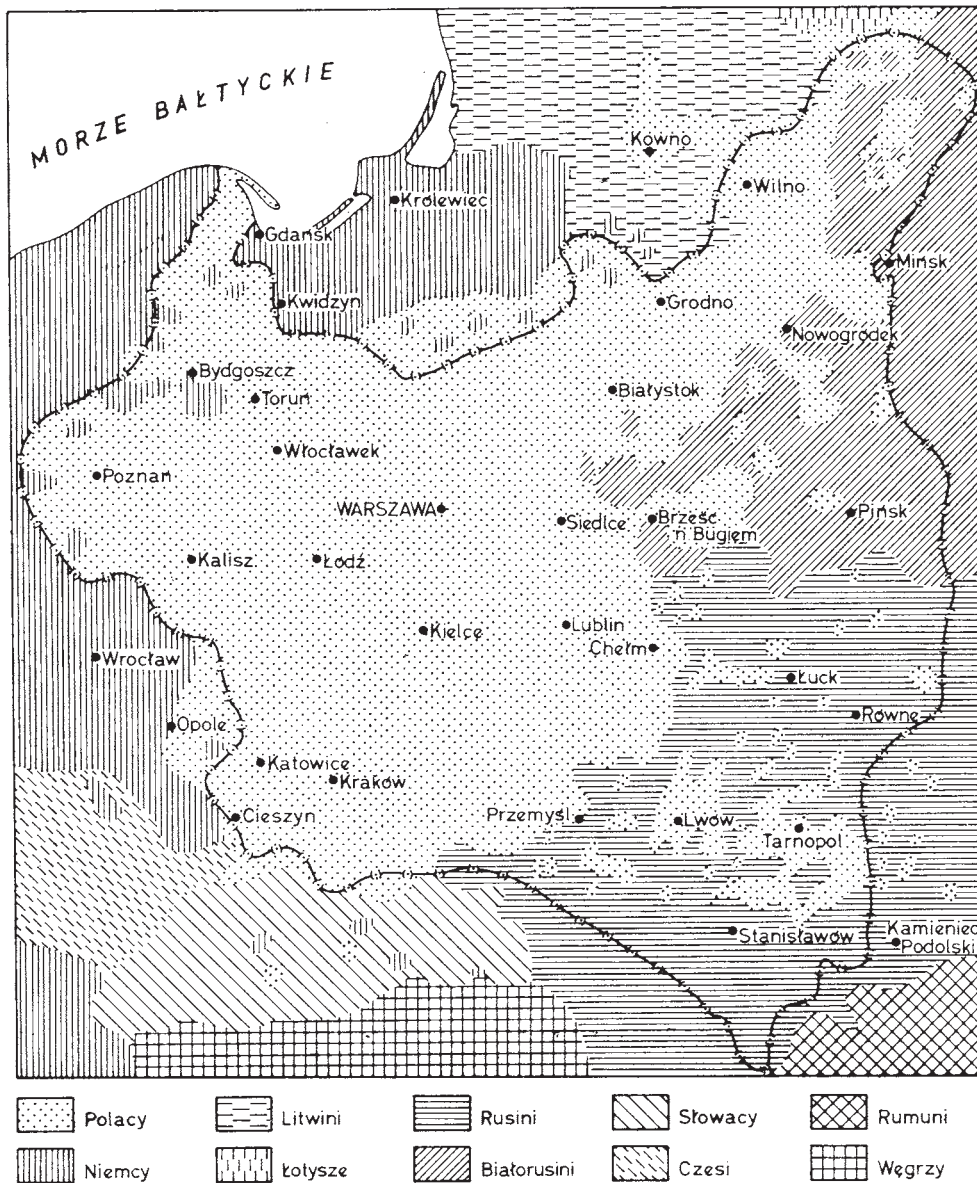 MORZE BAŁTYCKIE
Kowno
Wilno
Królewiec
Gdańsk
Mińsk
Kwidzyn
Grodno
Nowogródek
Bydgoszcz
Toruń
Białystok
Włocławek
Poznań
WARSZAWA
Siedlce
Brześć
n Bugiem
Pińsk
Kalisz
Łódź
Kielce
Lublin
Chełm
Wrocław
Łuck
Opole
Równe
Katowice
Kraków
Cieszyn
Przemyśl
Lwów
Tarnopol
Stanisławów
Kamieniec
Podolski
Polacy
Litwini
Rusini
Słowacy
Rumuni
Niemcy
Łotysze
Białorusini
Czesi
Węgrzy